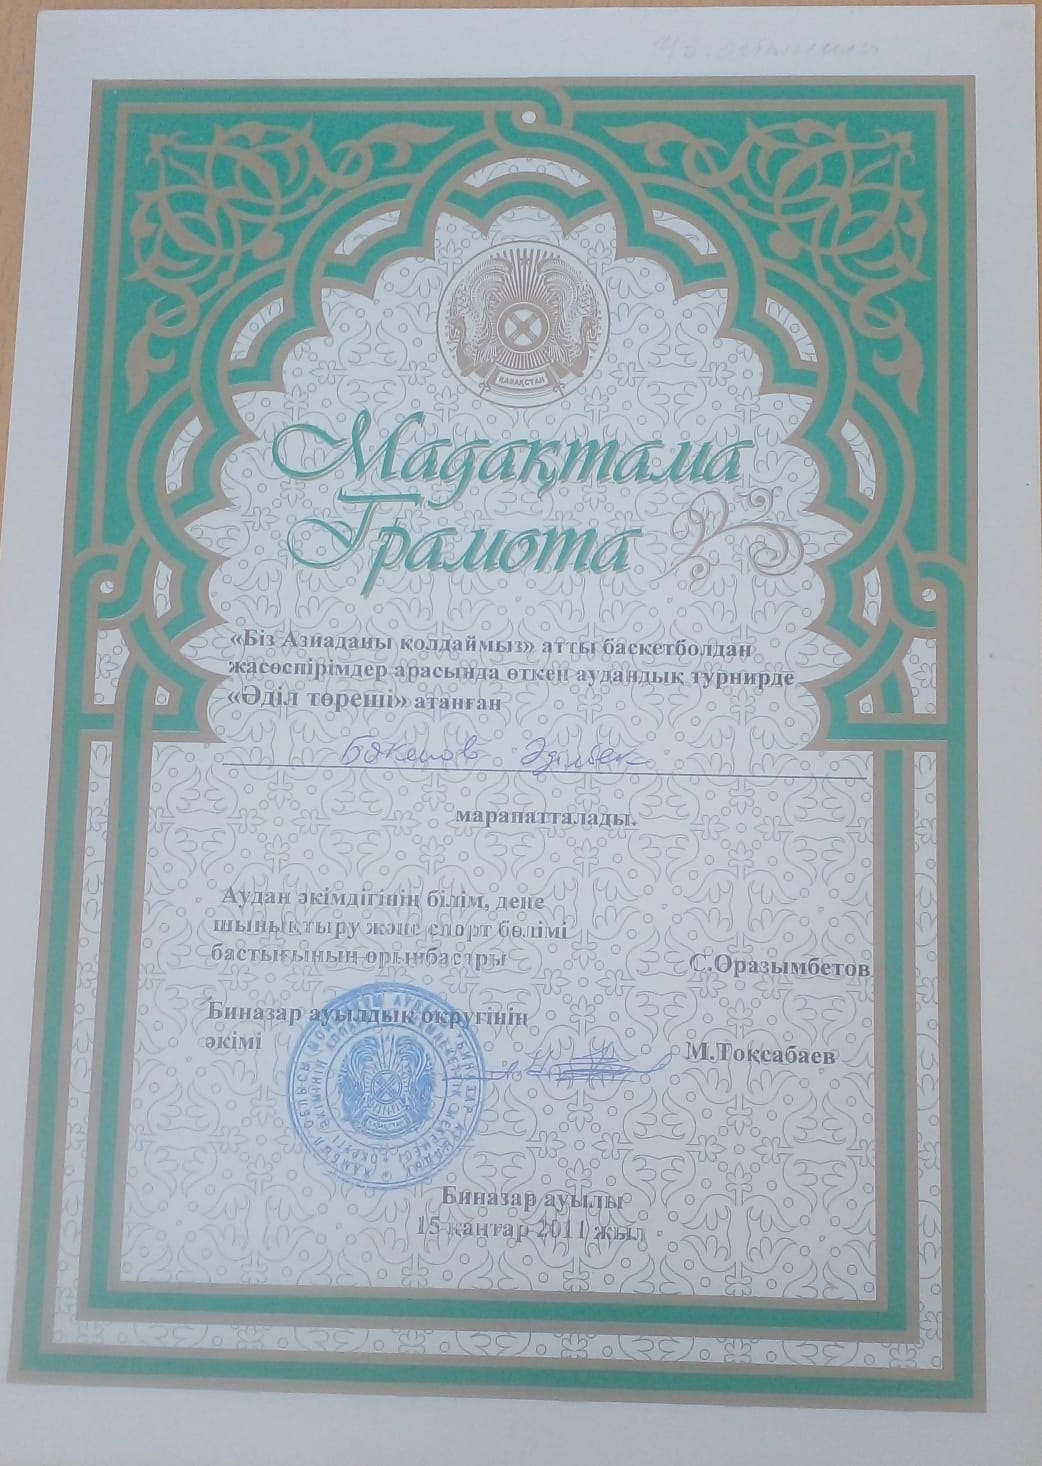 ҚАЗАҚСТАН
Мадақтама
Грамота
«Біз Азиаданы қолдаймыз» атты баскетболдан
жасөспірімдер арасында өткен аудандық турнирде
«Әділ төреші» атанған
Әділбек
марапатталады.
Аудан әкімдігінің білім, дене
шынықтыру және спорт бөлімі
бастығының орынбасары
С.Оразымбетов
Биназар ауылдық округінің
әкімі
М.Тоқсабаев
Биназар ауылы
15 қаңтар 2011 жыл